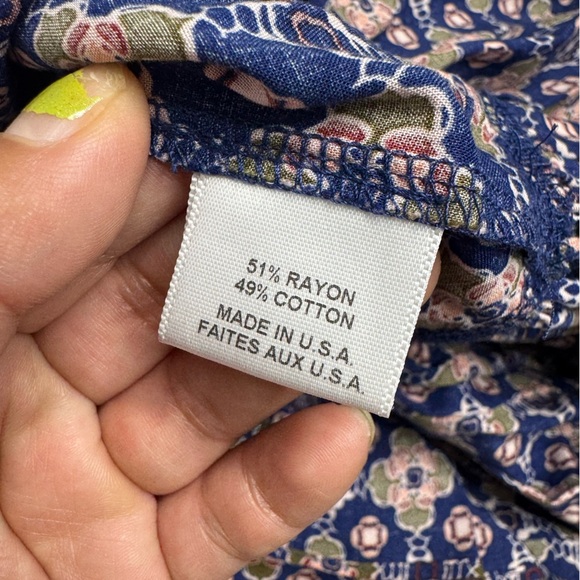 51% RAYON
49% COTTON
MADE IN U.S.A.
FAITES AUX U.S.A.